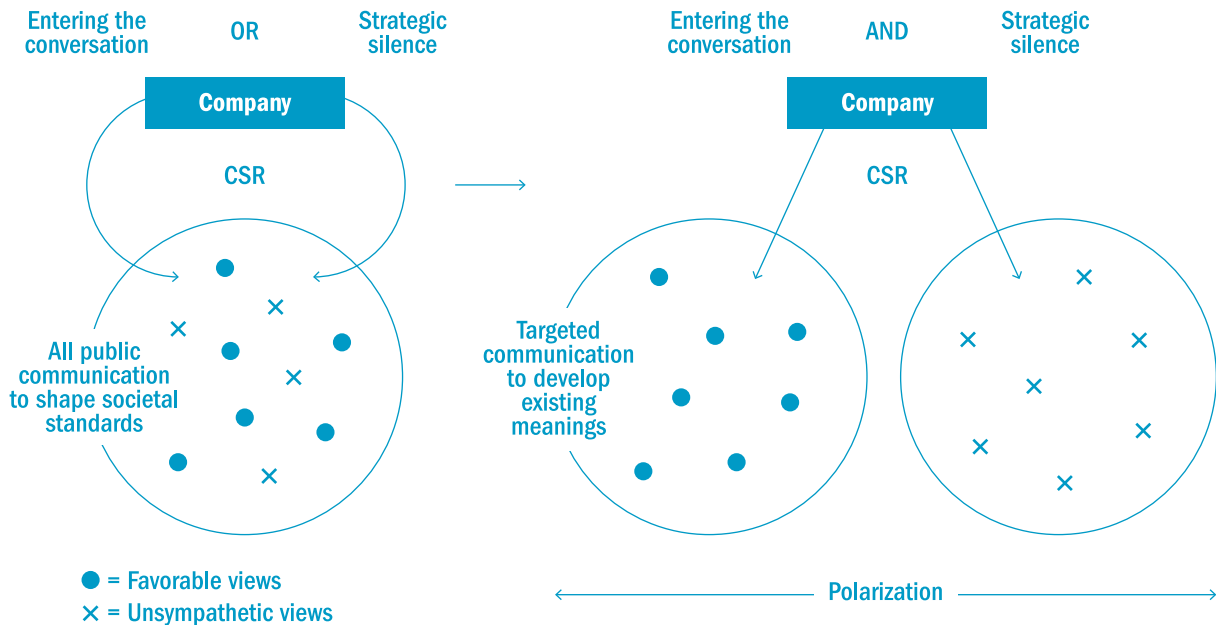 Entering the
conversation
OR
Strategic
silence
Company
CSR
All public
communication
to shape societal
standards
● = Favorable views
✕ = Unsympathetic views
Entering the
conversation
AND
Strategic
silence
Company
CSR
Targeted
communication
to develop
existing
meanings
Polarization